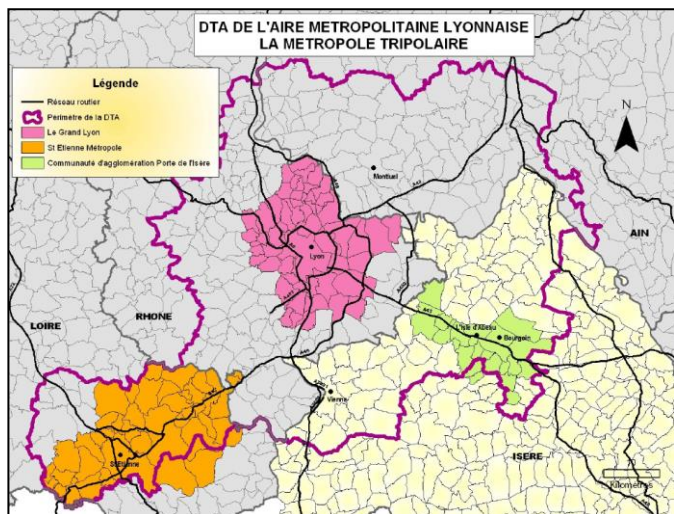 DTA DE L'AIRE METROPOLITAINE LYONNAISE
LA METROPOLE TRIPOLAIRE
Légende
Réseau routier
Périmètre de la DTA
Le Grand Lyon
St Etienne Métropole
Communauté d'agglomération Porte de l'Isère
N
Montluel
AIN
Lyon
RHONE
LOIRE
L'Isle d'Abeau
Bourgoin
Vienne
St Etienne
ISERE
Kilomètres